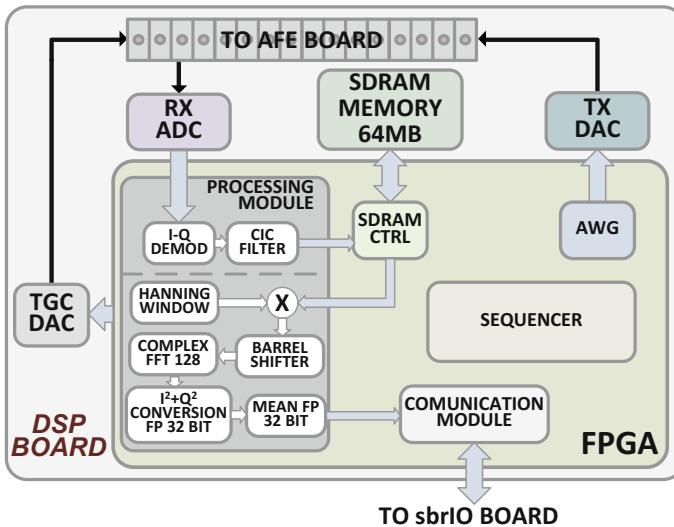 TO AFE BOARD
RX
ADC
SDRAM
MEMORY
64MB
TX
DAC
PROCESSING
MODULE
I-Q
DEMOD
CIC
FILTER
SDRAM
CTRL
AWG
TGC
DAC
HANNING
WINDOW
X
SEQUENCER
COMPLEX
FFT 128
BARREL
SHIFTER
I²+Q²
CONVERSION
FP 32 BIT
MEAN FP
32 BIT
COMUNICATION
MODULE
DSP
BOARD
FPGA
TO sbrIO BOARD